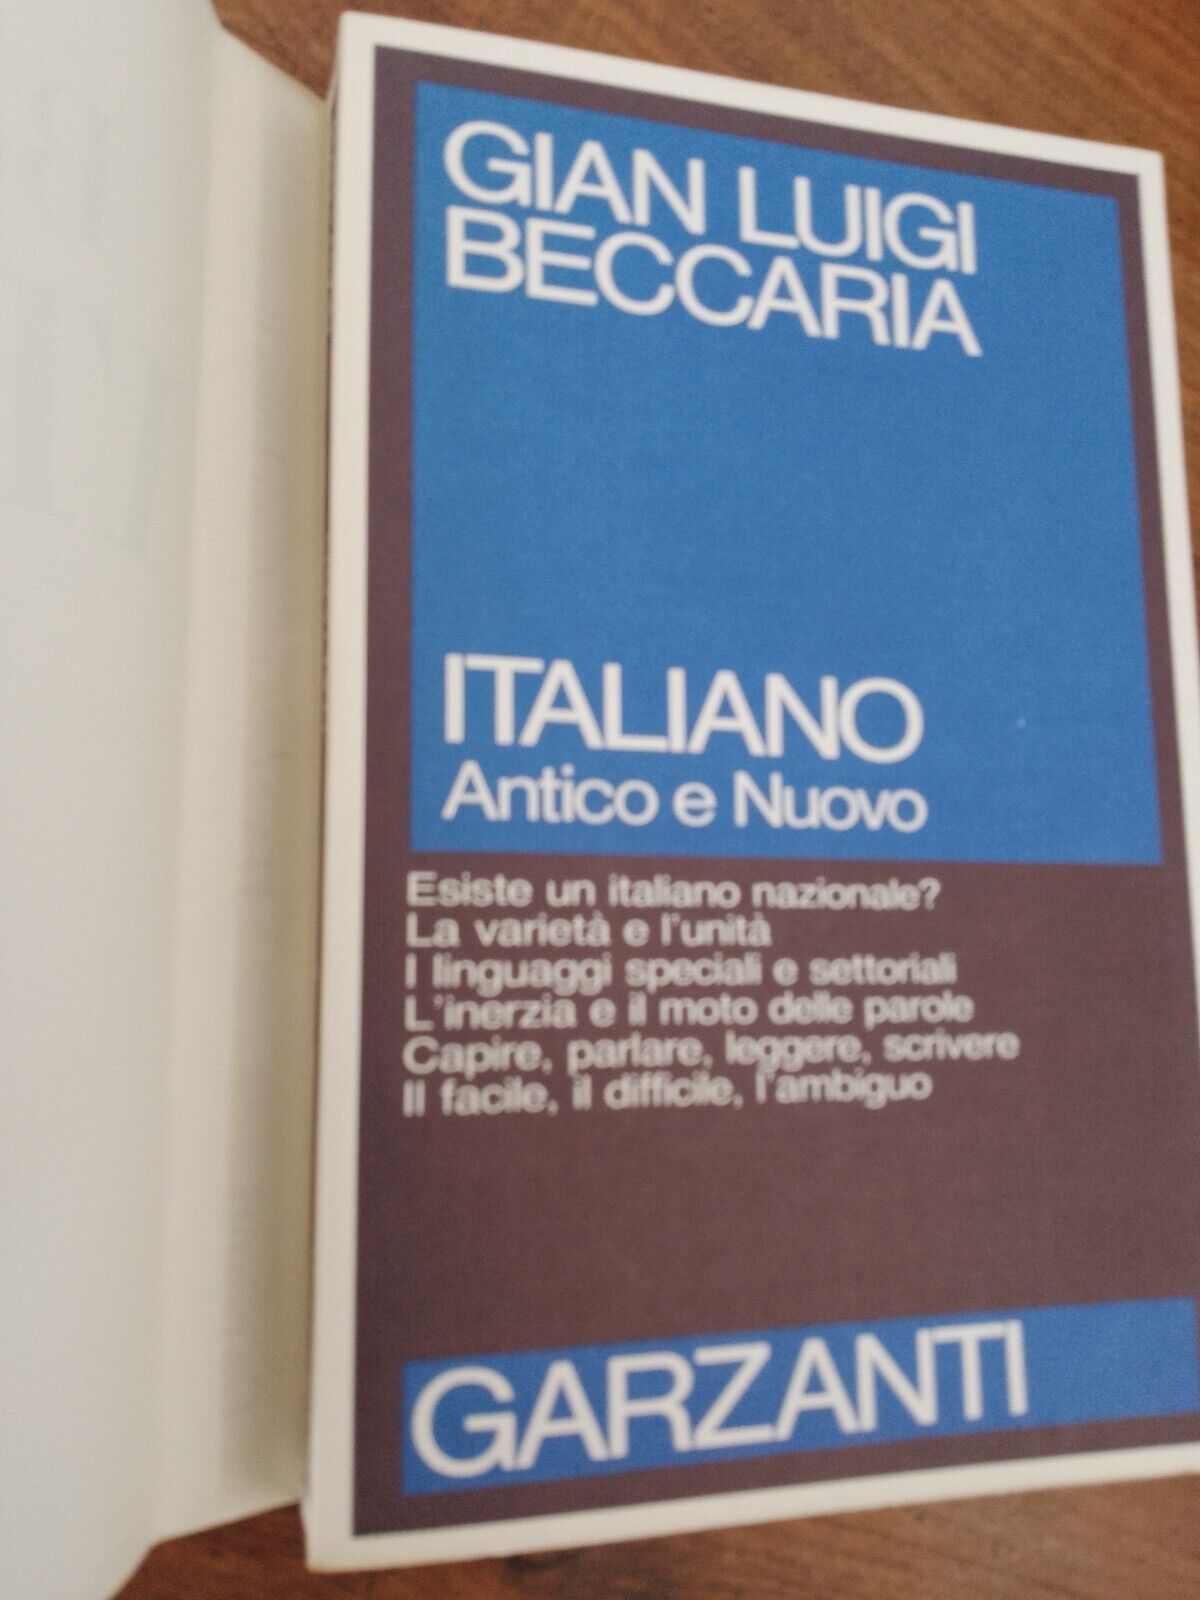 GIAN LUIGI
BECCARIA
ITALIANO
Antico e Nuovo
Esiste un italiano nazionale?
La varietà e l'unità
I linguaggi speciali e settoriali
L'inerzia e il moto delle parole
Capire, parlare, leggere, scrivere
Il facile, il difficile, l'ambiguo
GARZANTI